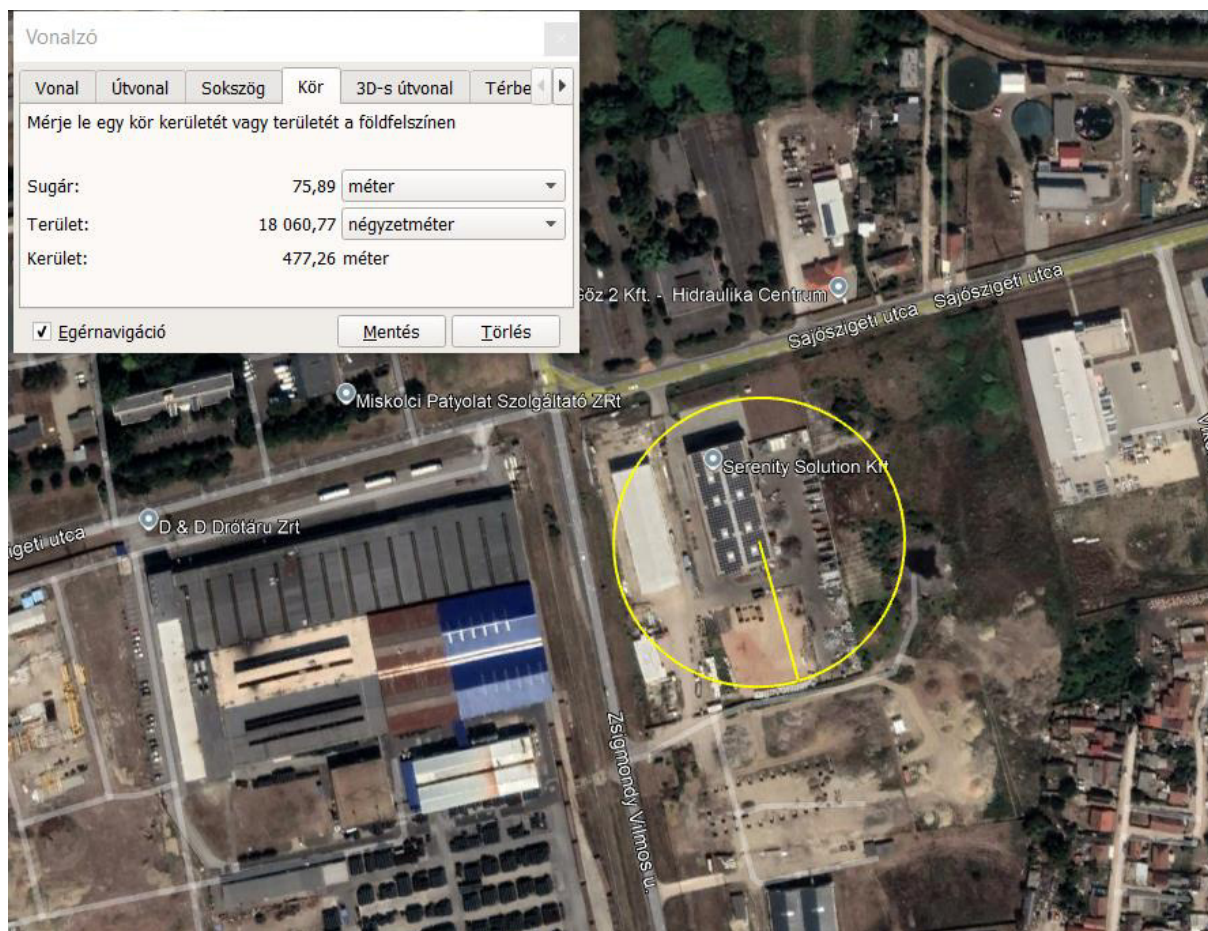 Vonalzó
Vonal Útvonal Sokszög Kör 3D-s útvonal Térbe
Mérje le egy kör kerületét vagy területét a földfelszínen
Sugár: 75,89 méter
Terület: 18 060,77 négyzetméter
Kerület: 477,26 méter
Egérnavigáció Mentés Törlés
Gőz 2 Kft. - Hidraulika Centrum
Sajószigeti utca Sajószigeti utca
Miskolci Patyolat Szolgáltató ZRt
Serenity Solution Kft
D & D Drótáru Zrt
zigeti utca
Zsigmondy Vilmos u.